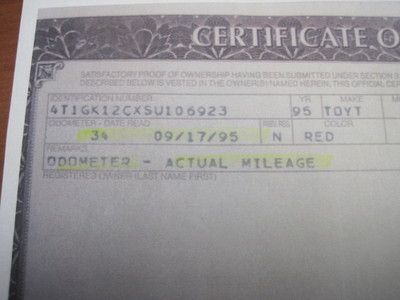 CERTIFICATE O
SATISFACTORY PROOF OF OWNERSHIP HAVING BEEN SUBMITTED UNDER SECTION 3
DESCRIBED BELOW IS VESTED IN THE OWNER(S) NAMED HEREIN. THIS OFFICIAL CER
IDENTIFICATION NUMBER YR MAKE
4T1GK12CXSU106923 95 TOYT
ODOMETER - DATE READ COLOR
34 09/17/95 N RED
REMARKS
ODOMETER - ACTUAL MILEAGE
REGISTERED OWNER (LAST NAME FIRST)